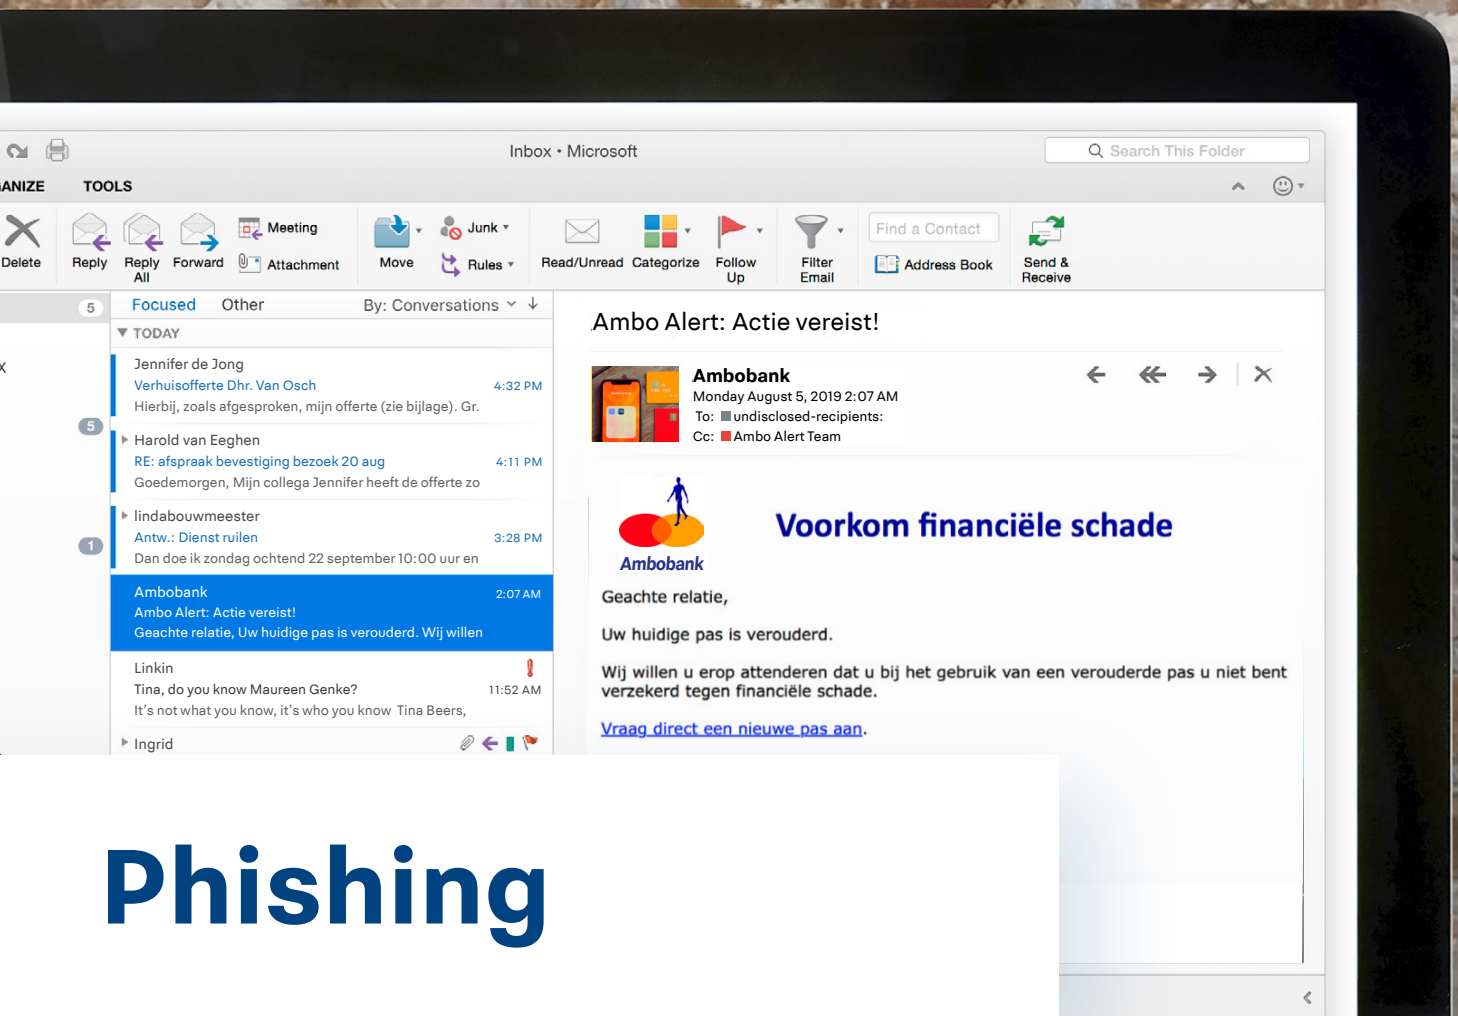 Inbox • Microsoft
Search This Folder
ANIZE
TOOLS
Delete
Reply
Reply All
Forward
Meeting
Attachment
Move
Junk
Rules
Read/Unread
Categorize
Follow Up
Filter Email
Find a Contact
Address Book
Send & Receive
5
X
5
1
Focused
Other
By: Conversations
TODAY
Jennifer de Jong
Verhuisofferte Dhr. Van Osch 4:32 PM
Hierbij, zoals afgesproken, mijn offerte (zie bijlage). Gr.
Harold van Eeghen
RE: afspraak bevestiging bezoek 20 aug 4:11 PM
Goedemorgen, Mijn collega Jennifer heeft de offerte zo
lindabouwmeester
Antw.: Dienst ruilen 3:28 PM
Dan doe ik zondag ochtend 22 september 10:00 uur en
Ambobank 2:07 AM
Ambo Alert: Actie vereist!
Geachte relatie, Uw huidige pas is verouderd. Wij willen
Linkin
Tina, do you know Maureen Genke? 11:52 AM
It's not what you know, it's who you know Tina Beers,
Ingrid
Ambo Alert: Actie vereist!
Ambobank
Monday August 5, 2019 2:07 AM
To: undisclosed-recipients:
Cc: Ambo Alert Team
Ambobank
Voorkom financiële schade
Geachte relatie,
Uw huidige pas is verouderd.
Wij willen u erop attenderen dat u bij het gebruik van een verouderde pas u niet bent
verzekerd tegen financiële schade.
Vraag direct een nieuwe pas aan.
Phishing